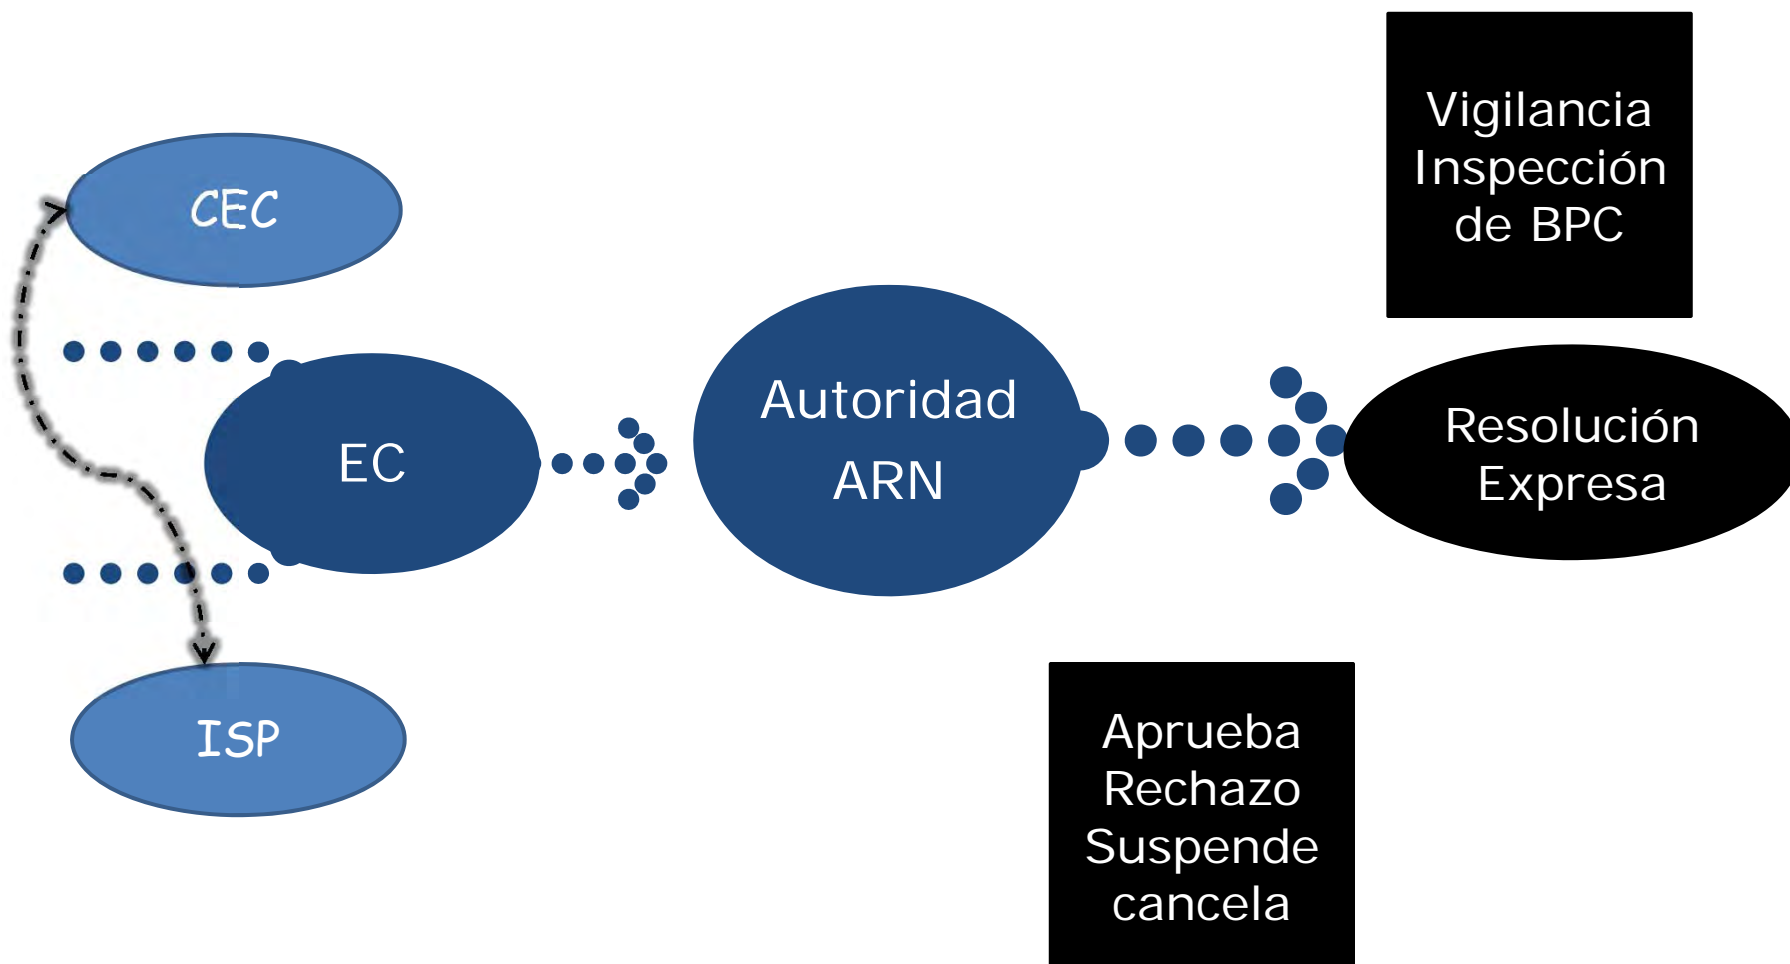 CEC
EC
ISP
Autoridad
ARN
Vigilancia
Inspección
de BPC
Resolución
Expresa
Aprueba
Rechazo
Suspende
cancela